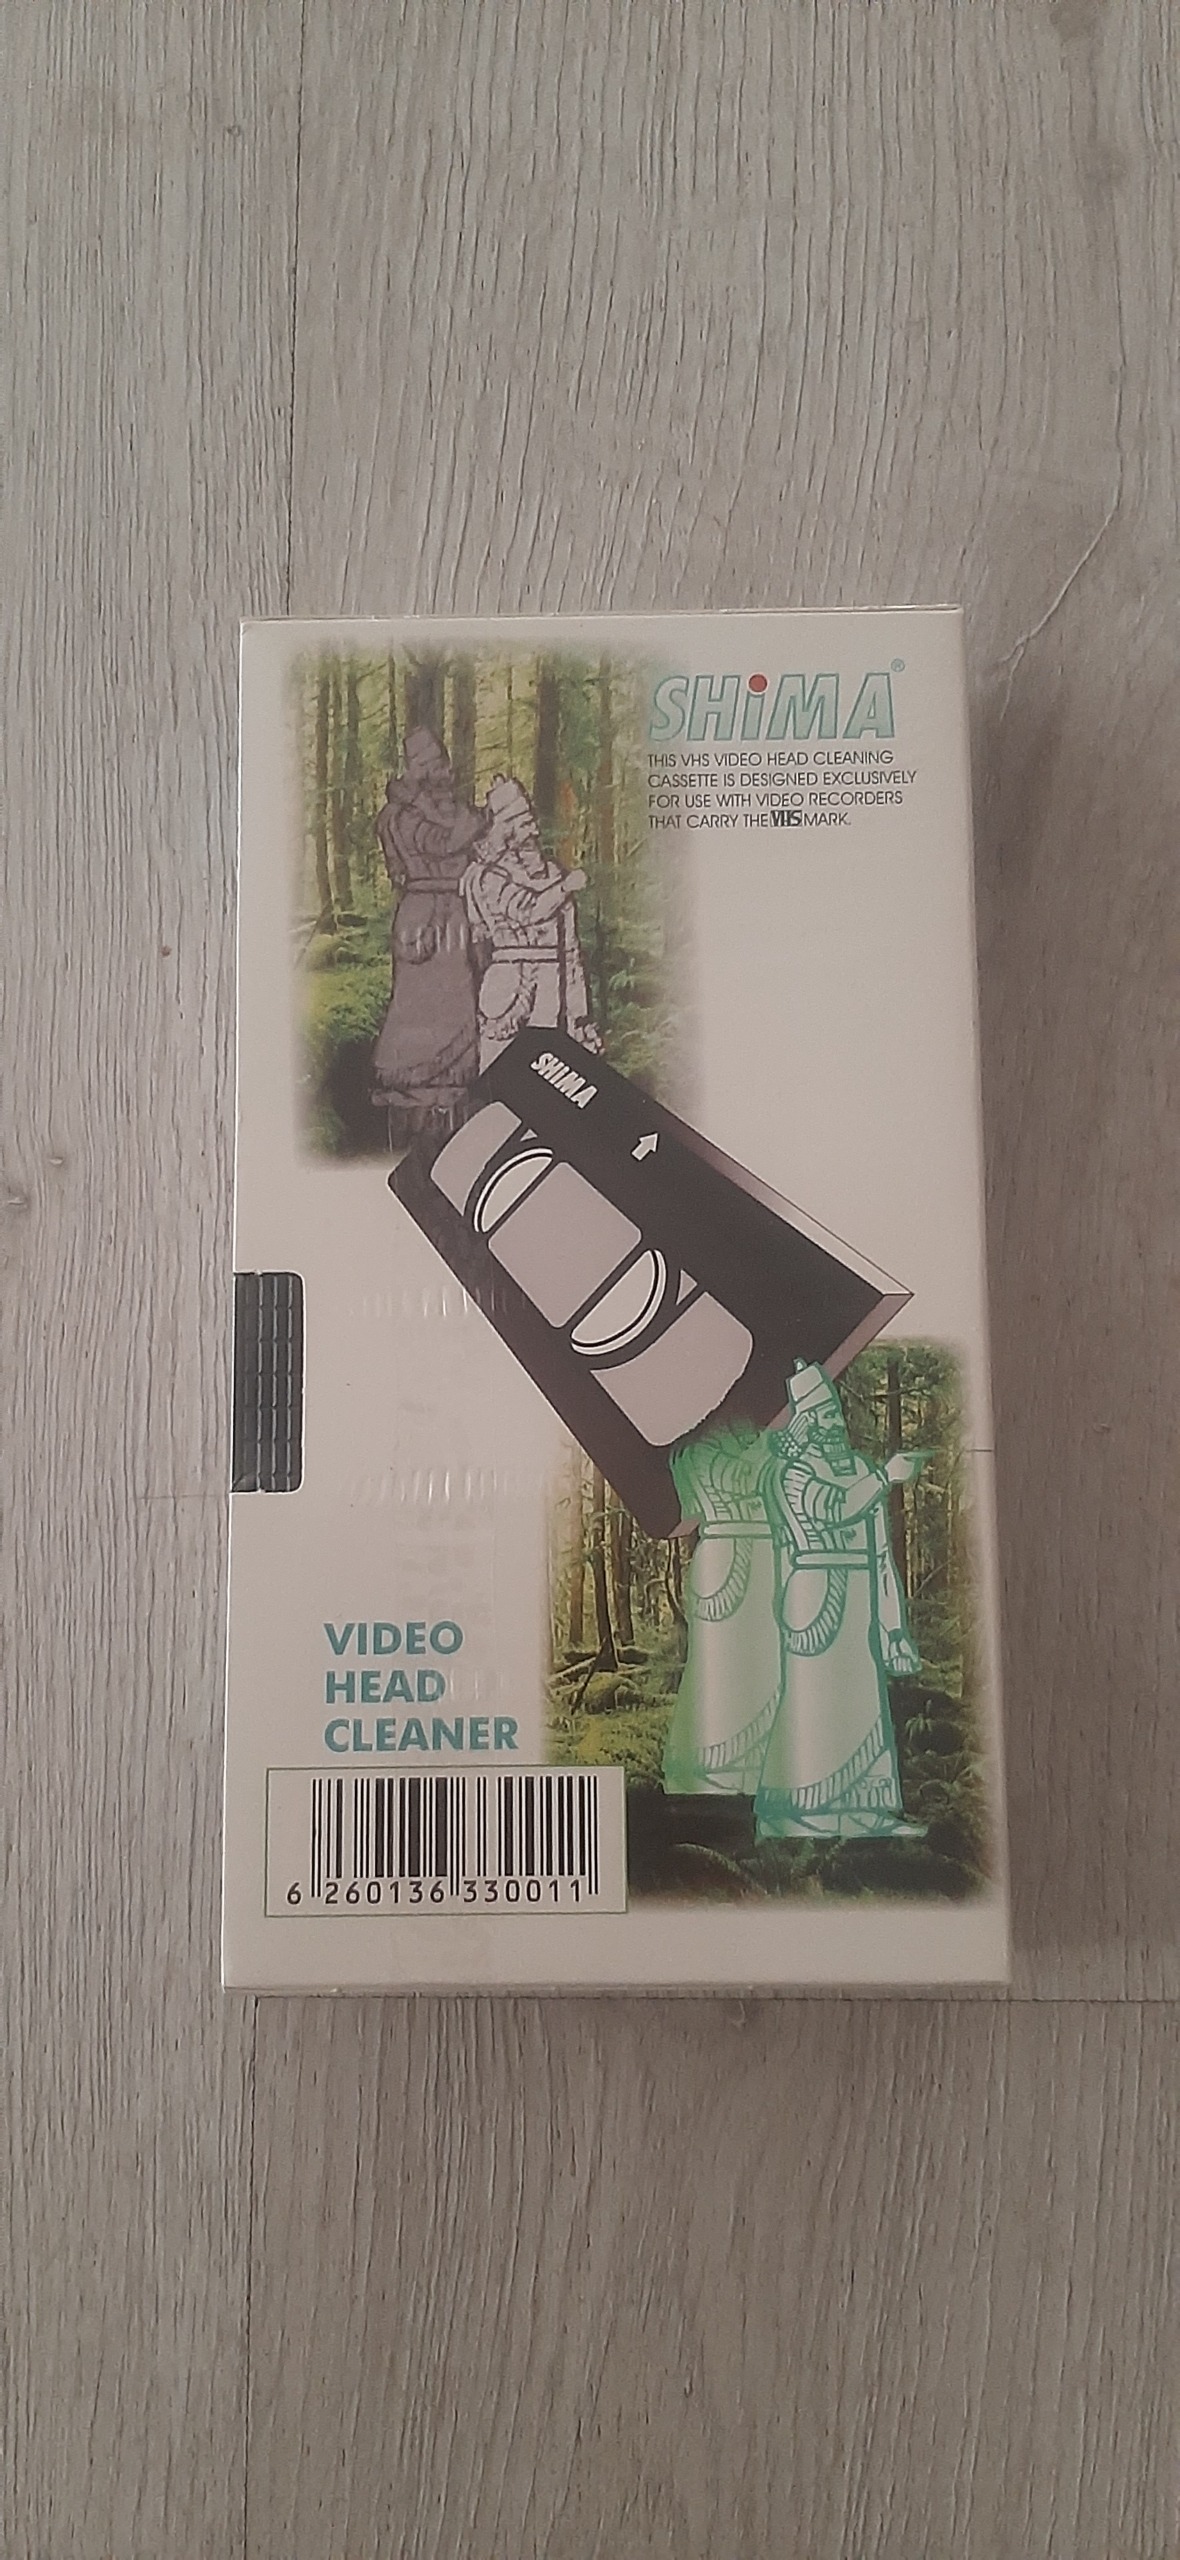 SHiMA®
THIS VHS VIDEO HEAD CLEANING
CASSETTE IS DESIGNED EXCLUSIVELY
FOR USE WITH VIDEO RECORDERS
THAT CARRY THE VHS MARK.
SHIMA
VIDEO
HEAD
CLEANER
6 260136 330011